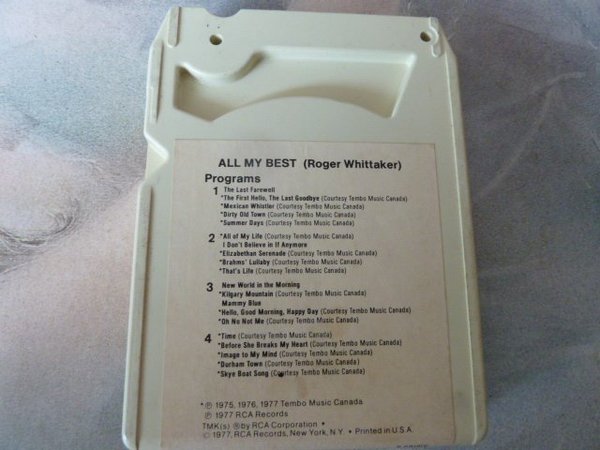 ALL MY BEST (Roger Whittaker)
Programs
1 The Last Farewell
*The First Hello, The Last Goodbye (Courtesy Tembo Music Canada)
*Mexican Whistler (Courtesy Tembo Music Canada)
*Dirty Old Town (Courtesy Tembo Music Canada)
*Summer Days (Courtesy Tembo Music Canada)
2 *All of My Life (Courtesy Tembo Music Canada)
I Don't Believe in If Anymore
*Elizabethan Serenade (Courtesy Tembo Music Canada)
*Brahms' Lullaby (Courtesy Tembo Music Canada)
*That's Life (Courtesy Tembo Music Canada)
3 New World in the Morning
*Kilgary Mountain (Courtesy Tembo Music Canada)
Mammy Blue
*Hello, Good Morning, Happy Day (Courtesy Tembo Music Canada)
*Oh No Not Me (Courtesy Tembo Music Canada)
4 *Time (Courtesy Tembo Music Canada)
*Before She Breaks My Heart (Courtesy Tembo Music Canada)
*Image to My Mind (Courtesy Tembo Music Canada)
*Durham Town (Courtesy Tembo Music Canada)
*Skye Boat Song (Courtesy Tembo Music Canada)
*℗ 1975, 1976, 1977 Tembo Music Canada
℗ 1977 RCA Records
TMK(s) ® by RCA Corporation •
© 1977, RCA Records, New York, N.Y. • Printed in U.S.A.